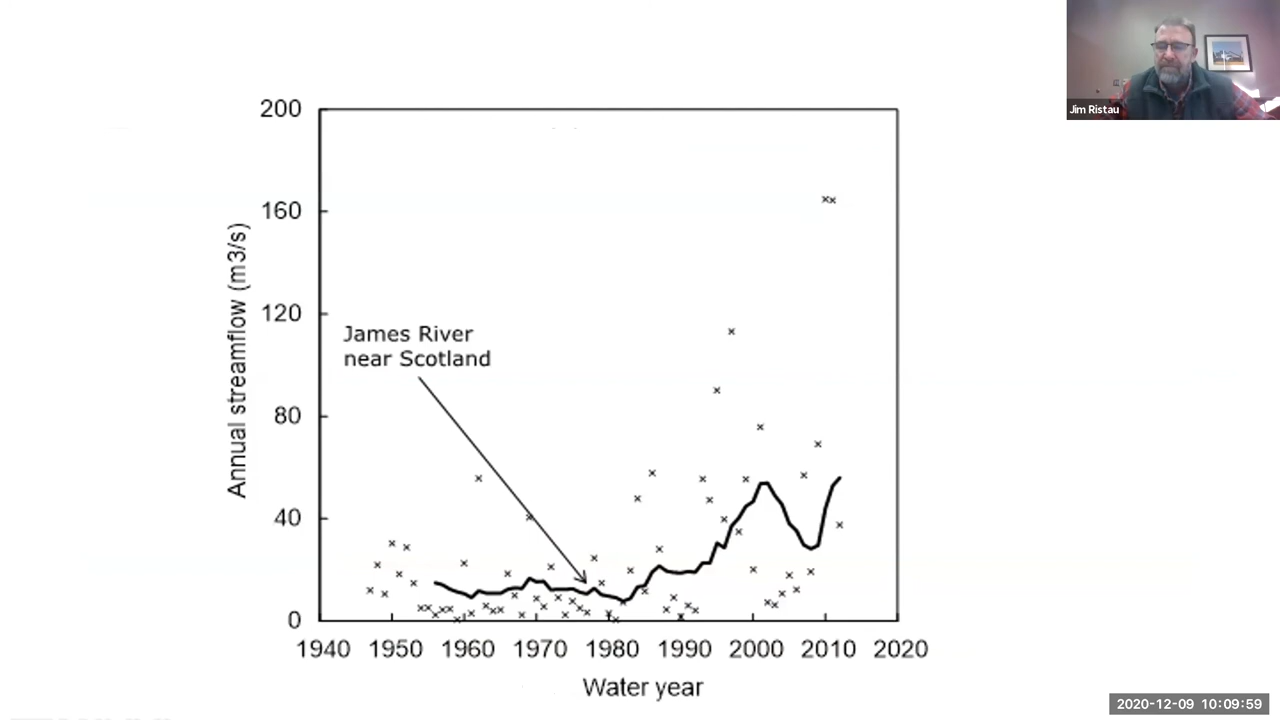 Jim Ristau
200
160
120
80
40
0
Annual streamflow (m3/s)
James River
near Scotland
1940 1950 1960 1970 1980 1990 2000 2010 2020
Water year
2020-12-09 10:09:59